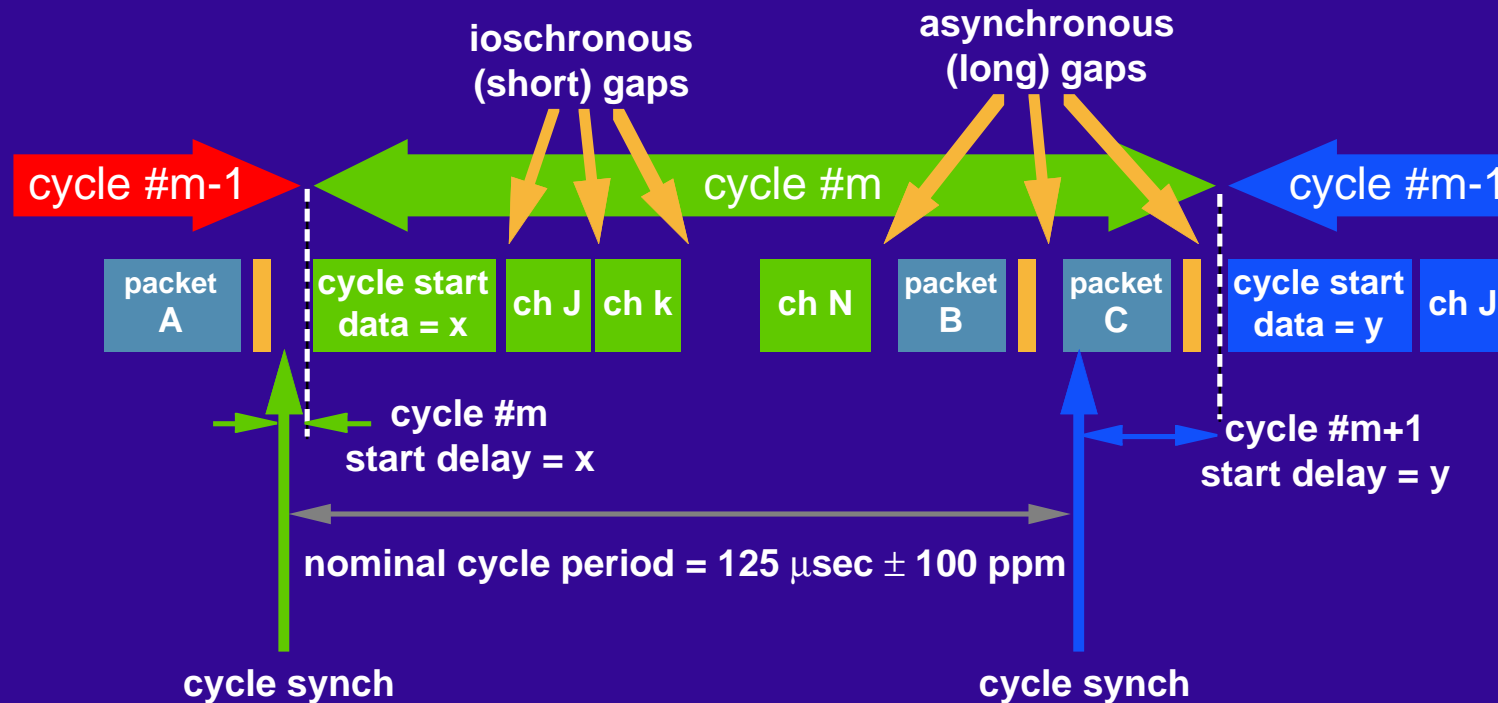 ioschronous
(short) gaps
asynchronous
(long) gaps
cycle #m-1
cycle #m
cycle #m-1
packet
A
cycle start
data = x
ch J
ch k
ch N
packet
B
packet
C
cycle start
data = y
ch J
cycle #m
start delay = x
cycle #m+1
start delay = y
nominal cycle period = 125 μsec ± 100 ppm
cycle synch
cycle synch